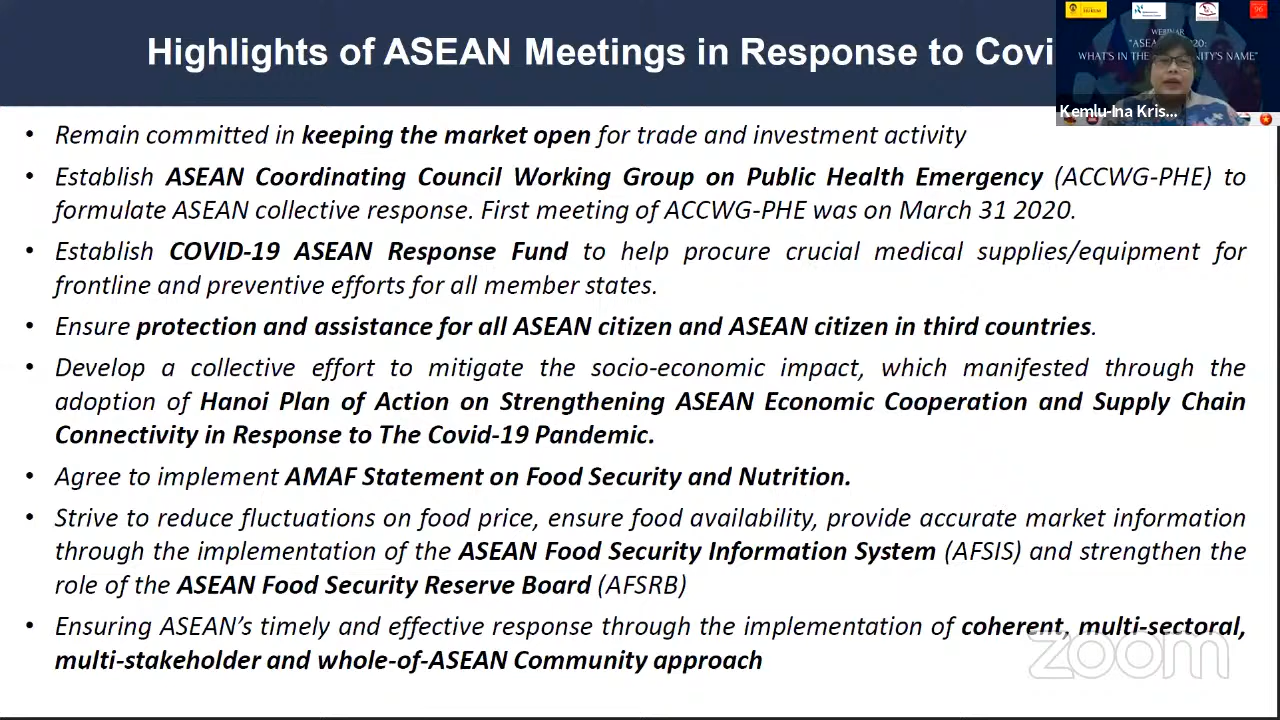 Highlights of ASEAN Meetings in Response to Covi
WEBINAR
WHAT'S IN THE
NITY'S NAME"
Kemlu-Ina Kris...
• Remain committed in keeping the market open for trade and investment activity
• Establish ASEAN Coordinating Council Working Group on Public Health Emergency (ACCWG-PHE) to
formulate ASEAN collective response. First meeting of ACCWG-PHE was on March 31 2020.
• Establish COVID-19 ASEAN Response Fund to help procure crucial medical supplies/equipment for
frontline and preventive efforts for all member states.
• Ensure protection and assistance for all ASEAN citizen and ASEAN citizen in third countries.
• Develop a collective effort to mitigate the socio-economic impact, which manifested through the
adoption of Hanoi Plan of Action on Strengthening ASEAN Economic Cooperation and Supply Chain
Connectivity in Response to The Covid-19 Pandemic.
• Agree to implement AMAF Statement on Food Security and Nutrition.
• Strive to reduce fluctuations on food price, ensure food availability, provide accurate market information
through the implementation of the ASEAN Food Security Information System (AFSIS) and strengthen the
role of the ASEAN Food Security Reserve Board (AFSRB)
• Ensuring ASEAN's timely and effective response through the implementation of coherent, multi-sectoral,
multi-stakeholder and whole-of-ASEAN Community approach
zoom